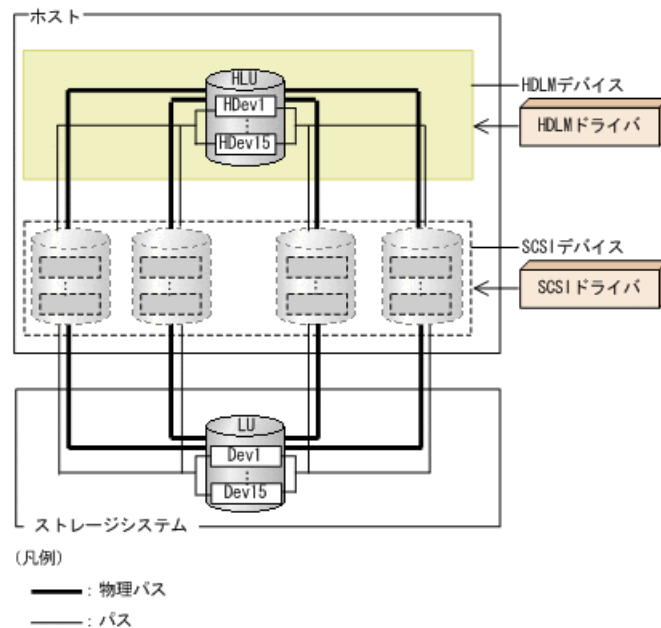 ホスト
HLU
HDev1
HDev15
HDLMデバイス
HDLMドライバ
SCSIデバイス
SCSIドライバ
LU
Dev1
Dev15
ストレージシステム
(凡例)
: 物理パス
: パス